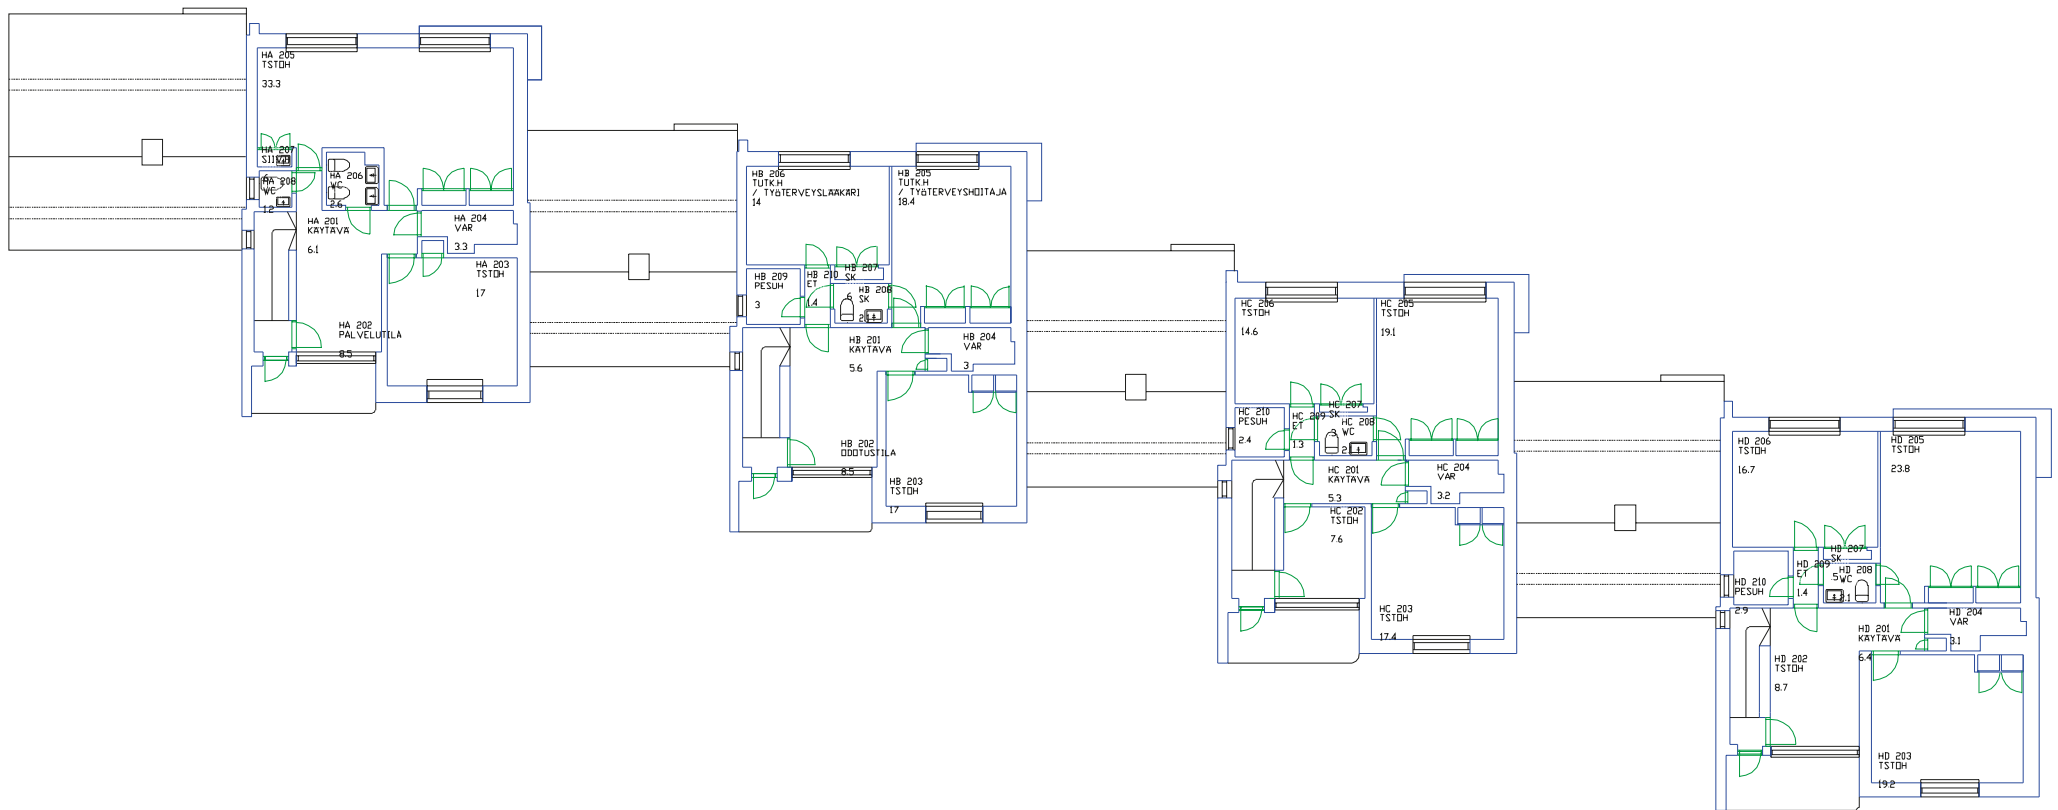 HA 205
TSTOH
33.3
HA 207
SIIV.H
HA 208
WC
1.2
HA 206
WC
2.6
HA 201
KÄYTÄVÄ
6.1
HA 204
VAR
3.3
HA 203
TSTOH
17
HA 202
PALVELUTILA
8.5
HB 206
TUTK.H
/ TYÖTERVEYSLÄÄKÄRI
14
HB 205
TUTK.H
/ TYÖTERVEYSHOITAJA
18.4
HB 209
PESUH
3
HB 210
ET
1.4
HB 207
SK
.6
HB 208
SK
HB 201
KÄYTÄVÄ
5.6
HB 204
VAR
3
HB 202
ODOTUSTILA
8.5
HB 203
TSTOH
17
HC 206
TSTOH
14.6
HC 205
TSTOH
19.1
HC 210
PESUH
2.4
HC 209
ET
1.3
HC 207
SK
HC 208
WC
HC 201
KÄYTÄVÄ
5.3
HC 204
VAR
3.2
HC 202
TSTOH
7.6
HC 203
TSTOH
17.4
HD 206
TSTOH
16.7
HD 205
TSTOH
23.8
HD 210
PESUH
2.9
HD 209
ET
1.4
HD 207
SK
.5
HD 208
WC
2.1
HD 201
KÄYTÄVÄ
6.4
HD 204
VAR
3.1
HD 202
TSTOH
8.7
HD 203
TSTOH
19.2